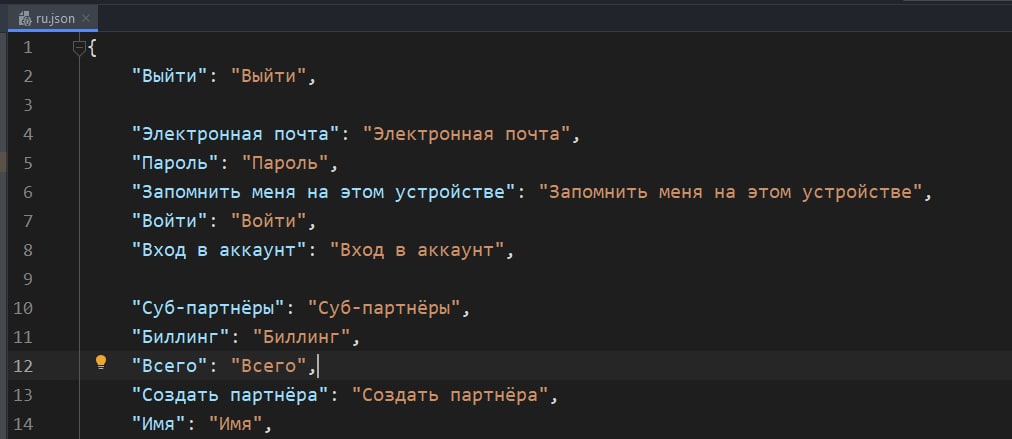 ru.json
1 {
2 "Выйти": "Выйти",
3
4 "Электронная почта": "Электронная почта",
5 "Пароль": "Пароль",
6 "Запомнить меня на этом устройстве": "Запомнить меня на этом устройстве",
7 "Войти": "Войти",
8 "Вход в аккаунт": "Вход в аккаунт",
9
10 "Суб-партнёры": "Суб-партнёры",
11 "Биллинг": "Биллинг",
12 "Всего": "Всего",
13 "Создать партнёра": "Создать партнёра",
14 "Имя": "Имя",